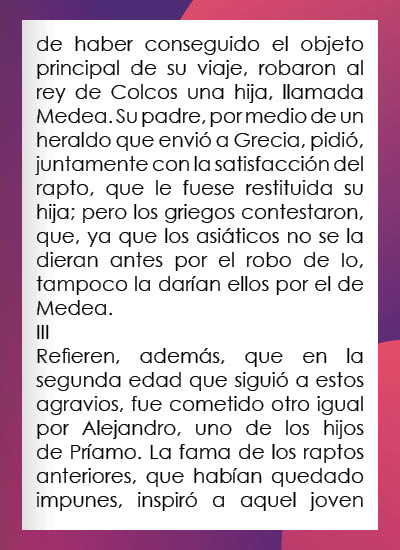 de haber conseguido el objeto
principal de su viaje, robaron al
rey de Colcos una hija, llamada
Medea. Su padre, por medio de un
heraldo que envió a Grecia, pidió,
juntamente con la satisfacción del
rapto, que le fuese restituida su
hija; pero los griegos contestaron,
que, ya que los asiáticos no se la
dieran antes por el robo de Io,
tampoco la darían ellos por el de
Medea.
III
Refieren, además, que en la
segunda edad que siguió a estos
agravios, fue cometido otro igual
por Alejandro, uno de los hijos
de Príamo. La fama de los raptos
anteriores, que habían quedado
impunes, inspiró a aquel joven